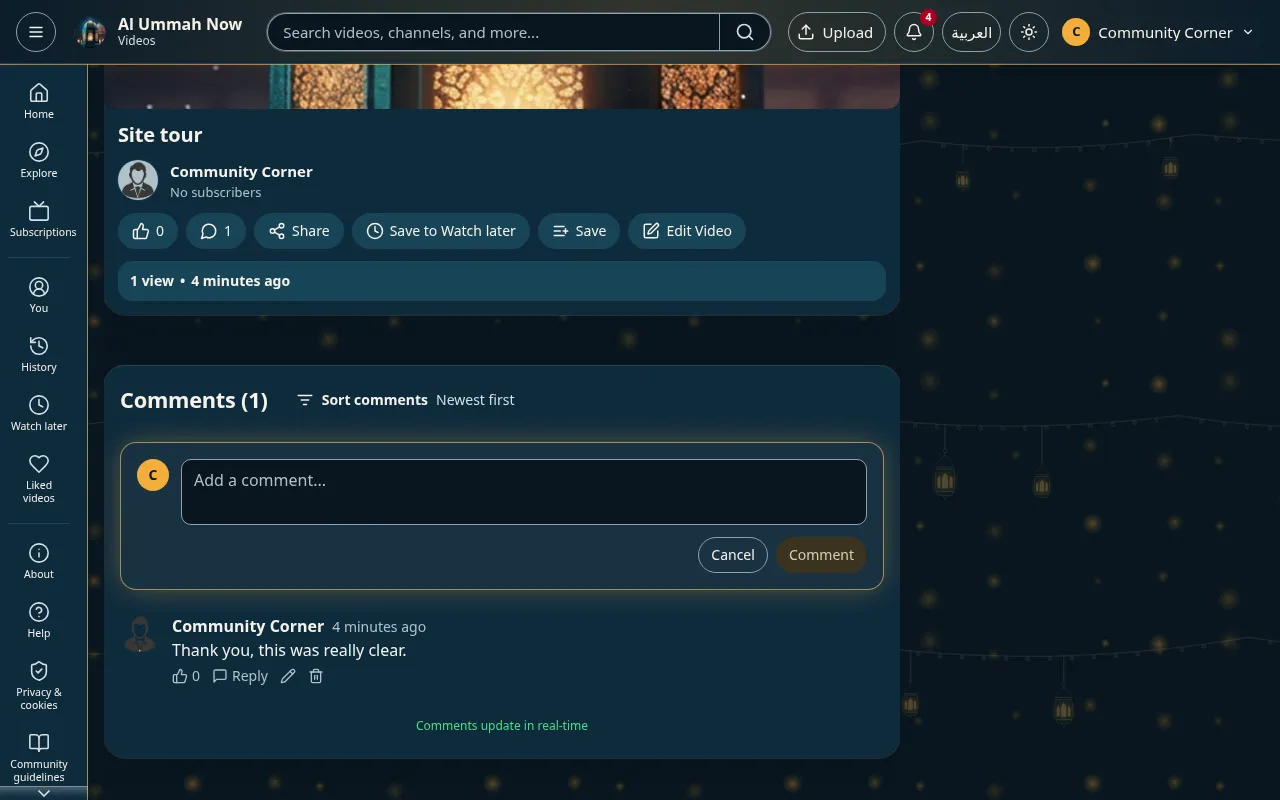 Al Ummah Now
Videos
Search videos, channels, and more...
Upload
4
العربية
C
Community Corner
Home
Explore
Subscriptions
You
History
Watch later
Liked
videos
About
Help
Privacy &
cookies
Community
guidelines
Site tour
Community Corner
No subscribers
0
1
Share
Save to Watch later
Save
Edit Video
1 view • 4 minutes ago
Comments (1)
Sort comments Newest first
C
Add a comment...
Cancel
Comment
Community Corner 4 minutes ago
Thank you, this was really clear.
0 Reply
Comments update in real-time